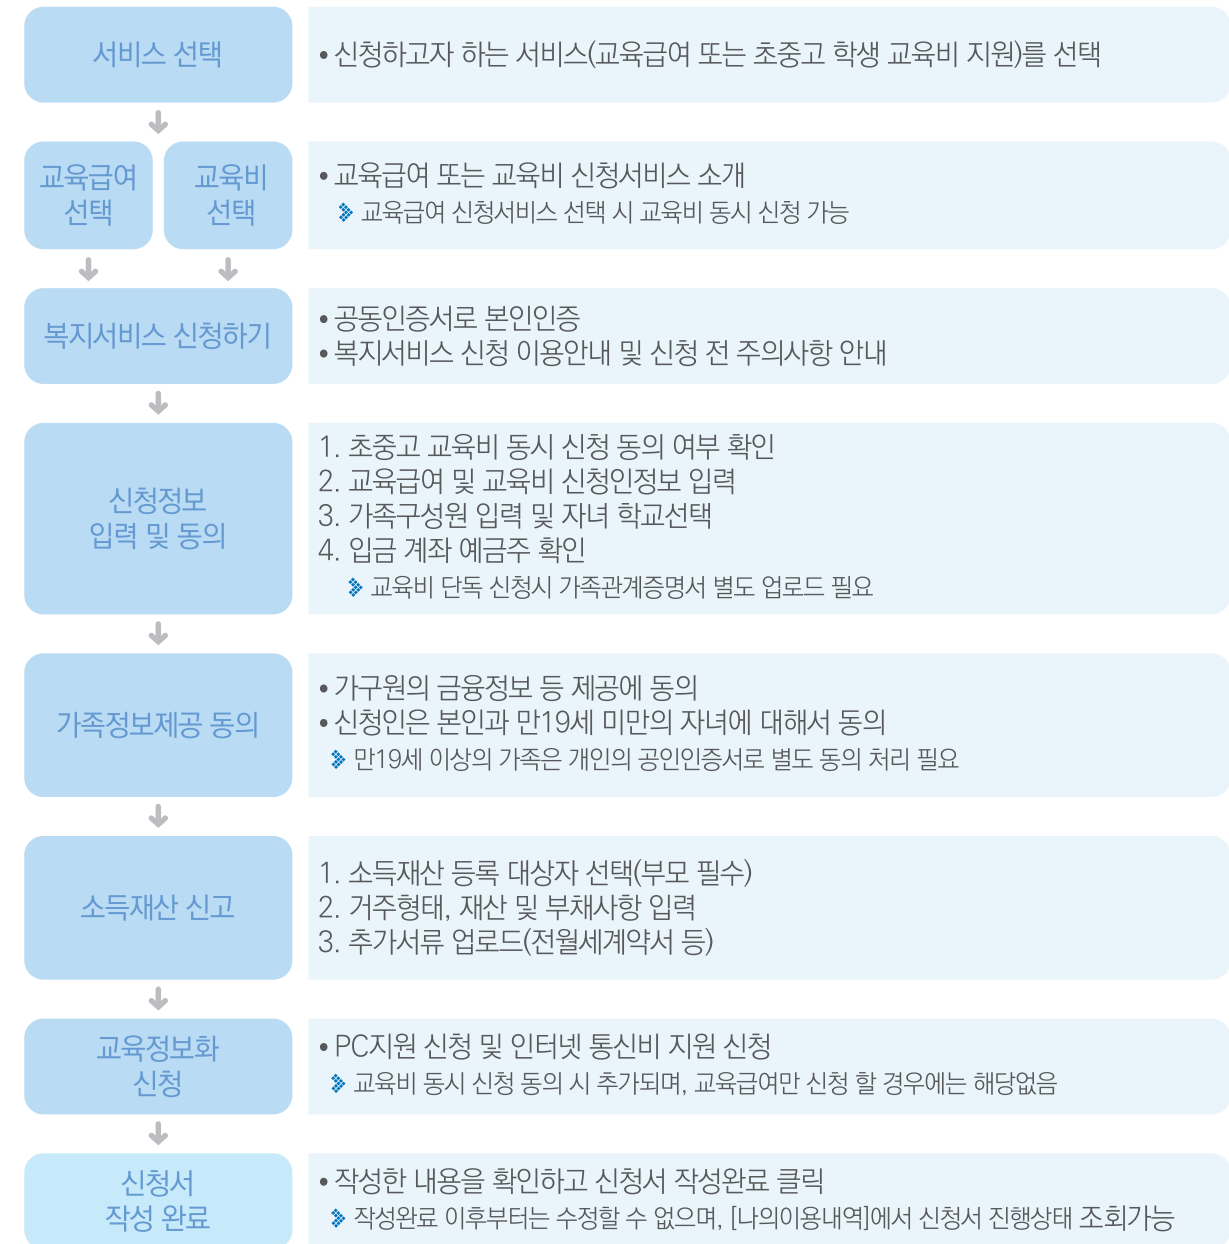 서비스 선택
• 신청하고자 하는 서비스(교육급여 또는 초중고 학생 교육비 지원)를 선택
교육급여
선택
교육비
선택
• 교육급여 또는 교육비 신청서비스 소개
교육급여 신청서비스 선택 시 교육비 동시 신청 가능
복지서비스 신청하기
• 공동인증서로 본인인증
• 복지서비스 신청 이용안내 및 신청 전 주의사항 안내
신청정보
입력 및 동의
1. 초중고 교육비 동시 신청 동의 여부 확인
2. 교육급여 및 교육비 신청인정보 입력
3. 가족구성원 입력 및 자녀 학교선택
4. 입금 계좌 예금주 확인
교육비 단독 신청시 가족관계증명서 별도 업로드 필요
가족정보제공 동의
• 가구원의 금융정보 등 제공에 동의
• 신청인은 본인과 만19세 미만의 자녀에 대해서 동의
만19세 이상의 가족은 개인의 공인인증서로 별도 동의 처리 필요
소득재산 신고
1. 소득재산 등록 대상자 선택(부모 필수)
2. 거주형태, 재산 및 부채사항 입력
3. 추가서류 업로드(전월세계약서 등)
교육정보화
신청
• PC지원 신청 및 인터넷 통신비 지원 신청
교육비 동시 신청 동의 시 추가되며, 교육급여만 신청 할 경우에는 해당없음
신청서
작성 완료
• 작성한 내용을 확인하고 신청서 작성완료 클릭
작성완료 이후부터는 수정할 수 없으며, [나의이용내역]에서 신청서 진행상태 조회가능